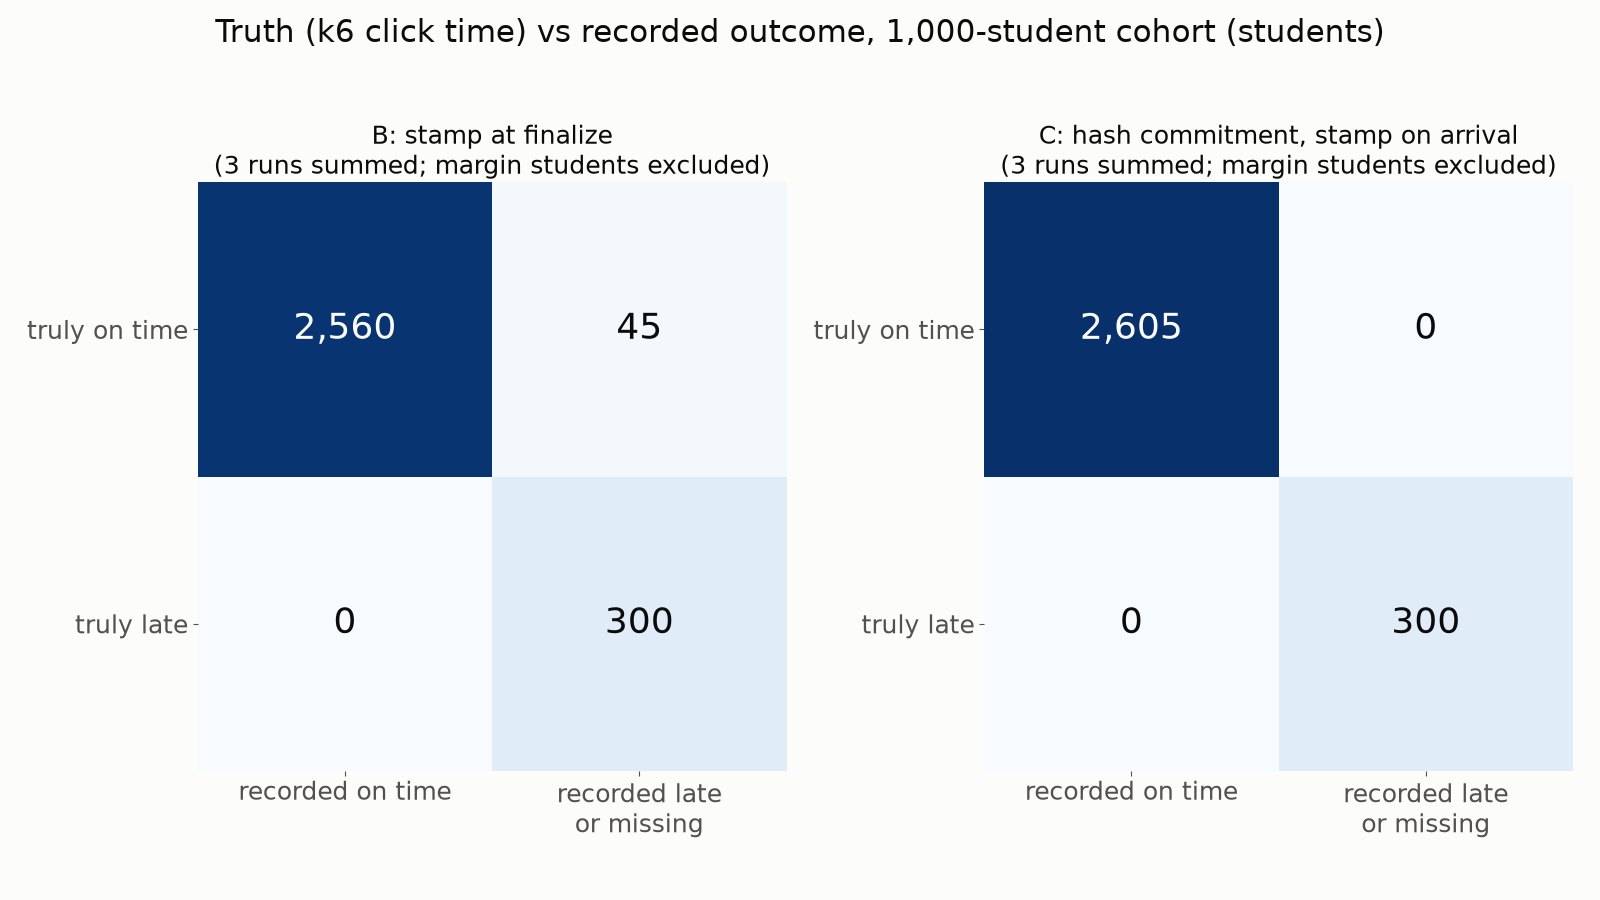 Truth (k6 click time) vs recorded outcome, 1,000-student cohort (students)
B: stamp at finalize
(3 runs summed; margin students excluded)
truly on time
2,560
45
truly late
0
300
recorded on time
recorded late
or missing
C: hash commitment, stamp on arrival
(3 runs summed; margin students excluded)
truly on time
2,605
0
truly late
0
300
recorded on time
recorded late
or missing